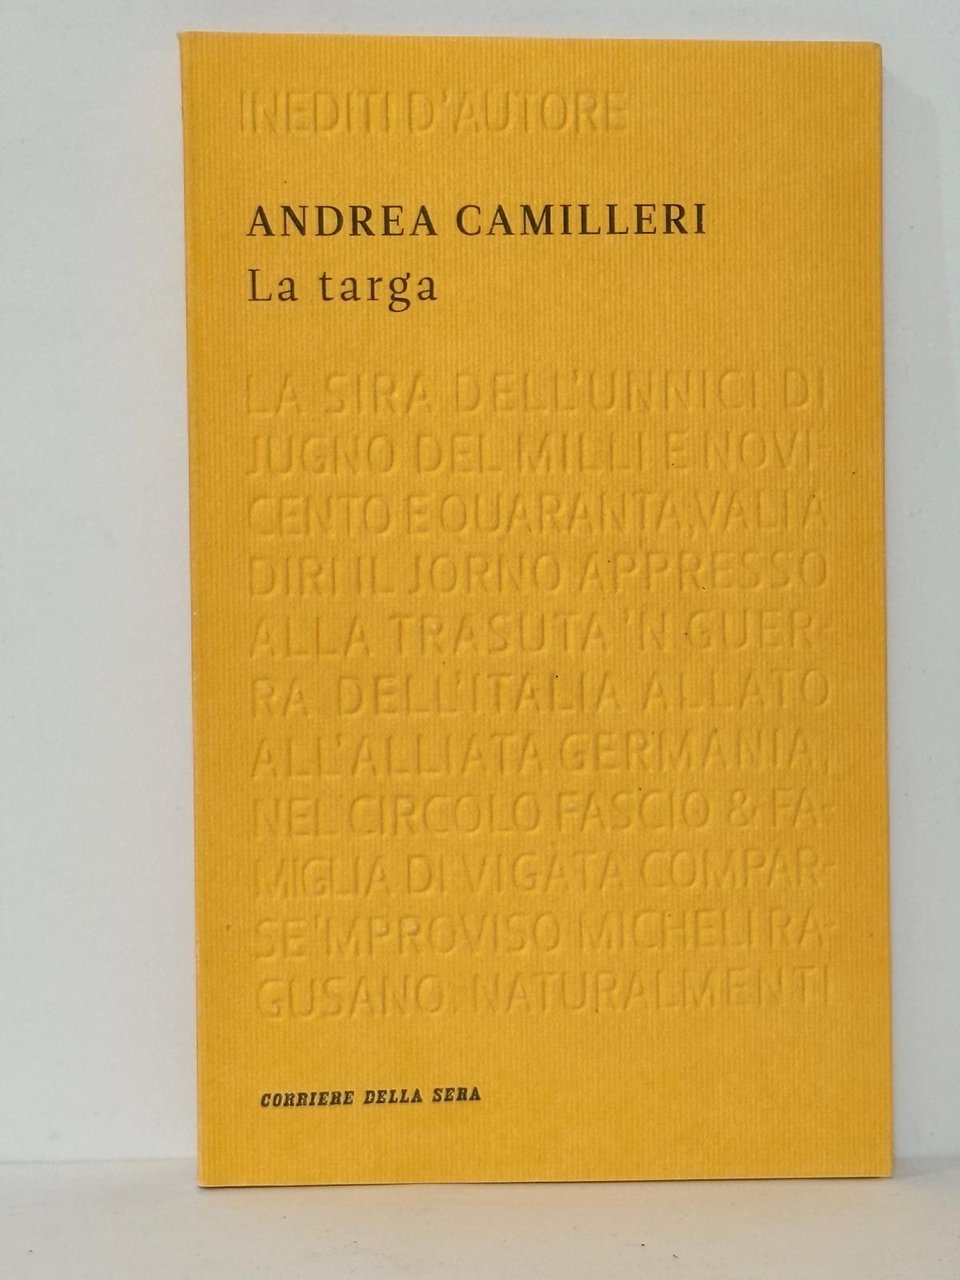 INEDITI D'AUTORE
ANDREA CAMILLERI
La targa
LA SIRA DELL'UNNICI DI
JUGNO DEL MILLI E NOVI-
CENTO E QUARANTA, VALI A
DIRI IL JORNO APPRESSO
ALLA TRASUTA 'N GUER-
RA DELL'ITALIA ALLATO
ALL'ALLIATA GERMANIA,
NEL CIRCOLO FASCIO & FA-
MIGLIA DI VIGÀTA COMPAR-
SE 'MPROVISO MICHELI RA-
GUSANO. NATURALMENTI
CORRIERE DELLA SERA